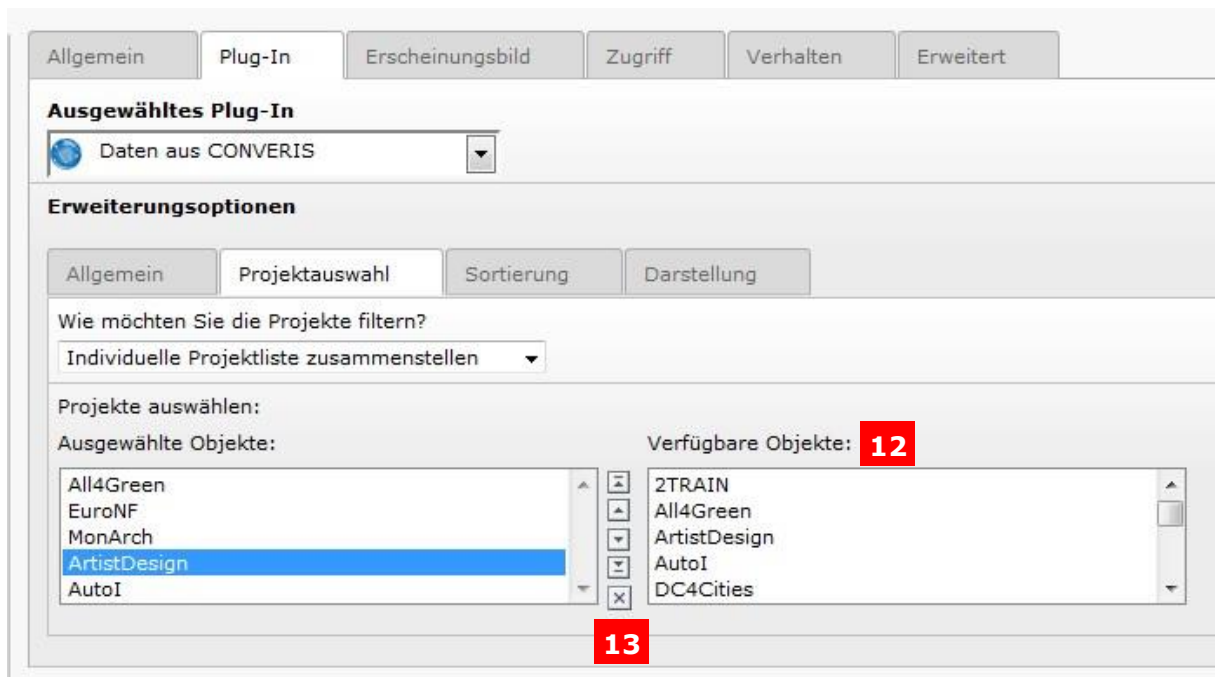 Allgemein Plug-In Erscheinungsbild Zugriff Verhalten Erweitert
Ausgewähltes Plug-In
Daten aus CONVERIS
Erweiterungsoptionen
Allgemein Projektauswahl Sortierung Darstellung
Wie möchten Sie die Projekte filtern?
Individuelle Projektliste zusammenstellen
Projekte auswählen:
Ausgewählte Objekte:
All4Green
EuroNF
MonArch
ArtistDesign
AutoI
Verfügbare Objekte: 12
2TRAIN
All4Green
ArtistDesign
AutoI
DC4Cities
13